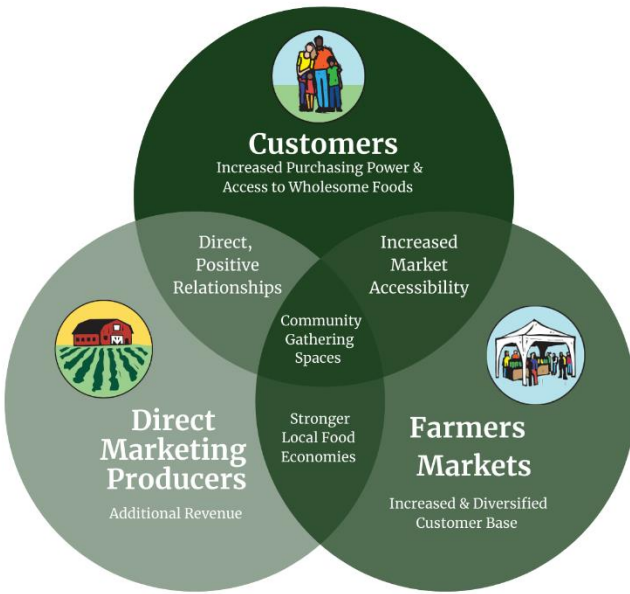 Customers
Increased Purchasing Power &
Access to Wholesome Foods
Direct,
Positive
Relationships
Increased
Market
Accessibility
Community
Gathering
Spaces
Direct
Marketing
Producers
Additional Revenue
Stronger
Local Food
Economies
Farmers
Markets
Increased & Diversified
Customer Base